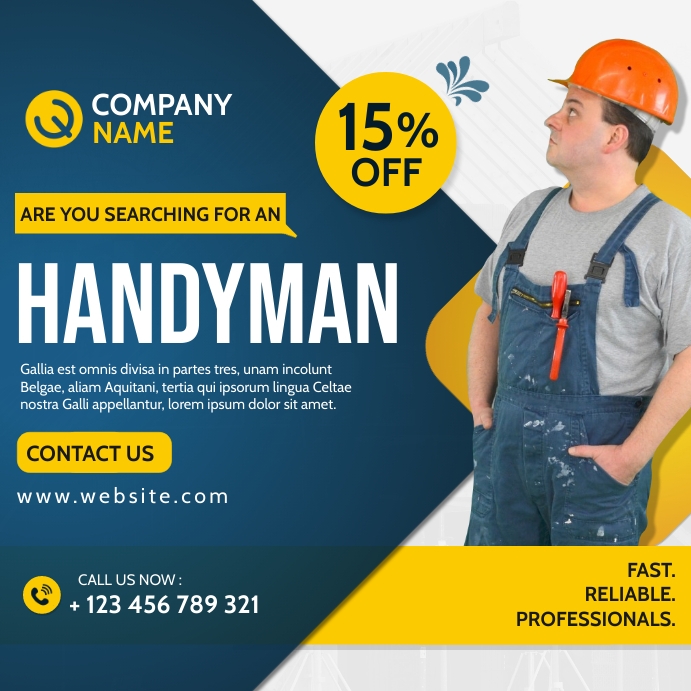 COMPANY
NAME
15%
OFF
ARE YOU SEARCHING FOR AN
HANDYMAN
Gallia est omnis divisa in partes tres, unam incolunt
Belgae, aliam Aquitani, tertia qui ipsorum lingua Celtae
nostra Galli appellantur, lorem ipsum dolor sit amet.
CONTACT US
www.website.com
CALL US NOW :
+ 123 456 789 321
FAST.
RELIABLE.
PROFESSIONALS.